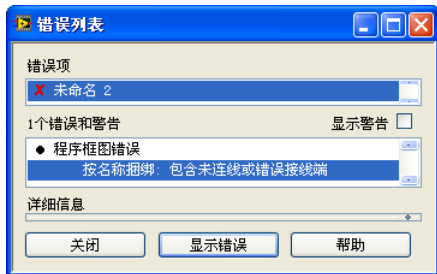 错误列表
错误项
未命名 2
1个错误和警告 显示警告
程序框图错误
按名称捆绑: 包含未连线或错误接线端
详细信息
关闭 显示错误 帮助